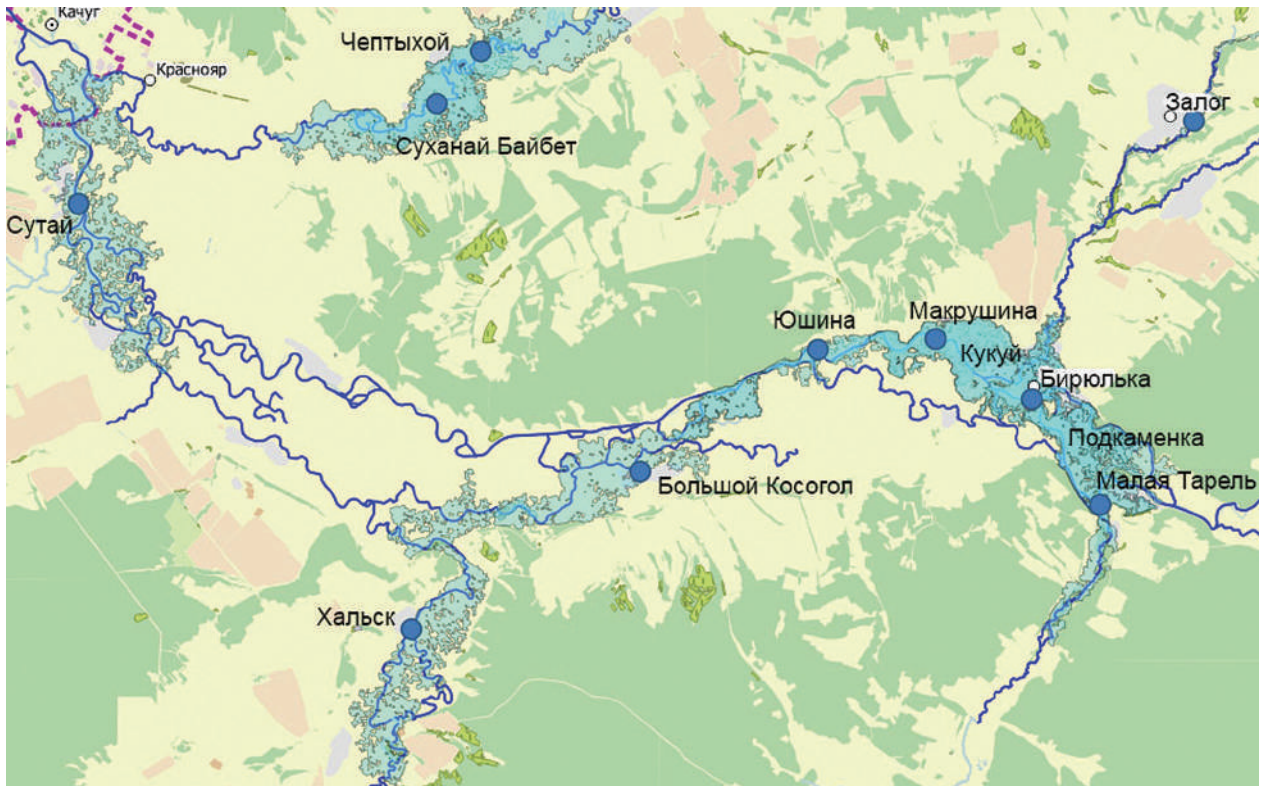 Качуг
Чептыхой
Краснояр
Залог
Суханай Байбет
Сутай
Юшина
Макрушина
Кукуй
Бирюлька
Подкаменка
Малая Тарель
Большой Косогол
Хальск